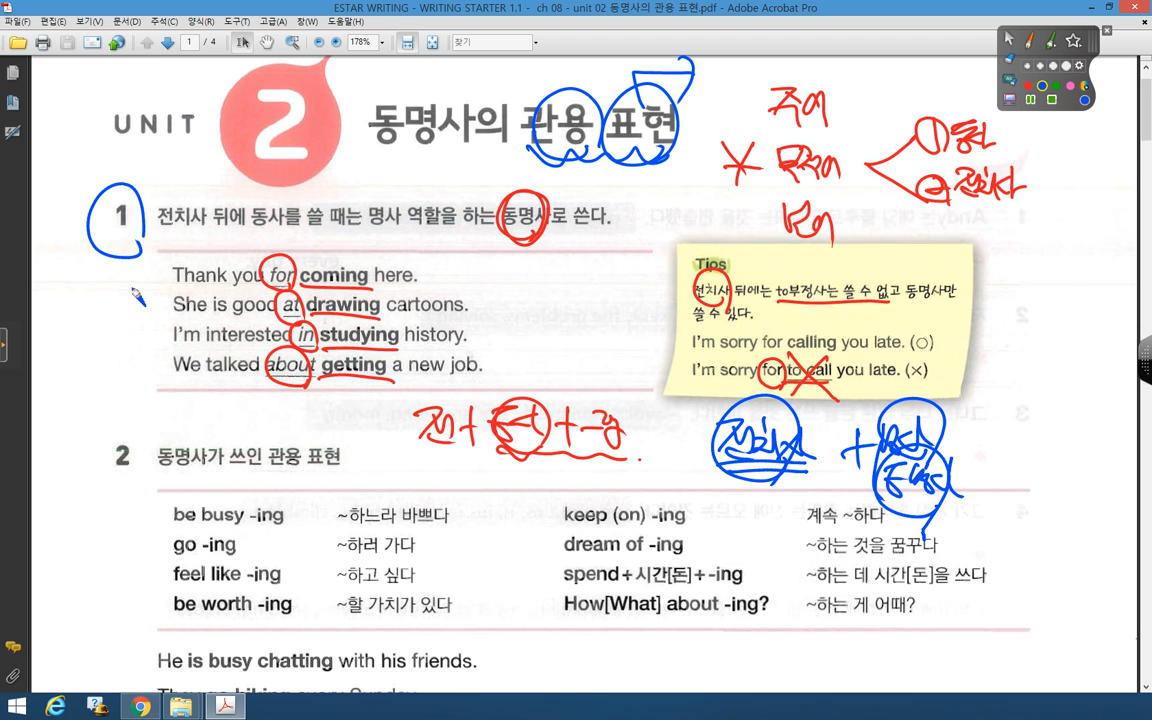 ESTAR WRITING - WRITING STARTER 1.1 - ch 08 - unit 02 동명사의 관용 표현.pdf - Adobe Acrobat Pro
파일(F) 편집(E) 보기(V) 문서(D) 주석(C) 양식(R) 도구(T) 고급(A) 창(W) 도움말(H)
1 / 4 178% 찾기
UNIT 2 동명사의 관용 표현
주어
목적어
보어
① 동사
② 전치사
1 전치사 뒤에 동사를 쓸 때는 명사 역할을 하는 동명사로 쓴다.
Thank you for coming here.
She is good at drawing cartoons.
I'm interested in studying history.
We talked about getting a new job.
Tips
전치사 뒤에는 to부정사는 쓸 수 없고 동명사만
쓸 수 있다.
I'm sorry for calling you late. (○)
I'm sorry for to call you late. (×)
전 + 동사 + -ing
전치사 + 명사
동명사
2 동명사가 쓰인 관용 표현
be busy -ing ~하느라 바쁘다 keep (on) -ing 계속 ~하다
go -ing ~하러 가다 dream of -ing ~하는 것을 꿈꾸다
feel like -ing ~하고 싶다 spend+시간[돈]+-ing ~하는 데 시간[돈]을 쓰다
be worth -ing ~할 가치가 있다 How[What] about -ing? ~하는 게 어때?
He is busy chatting with his friends.